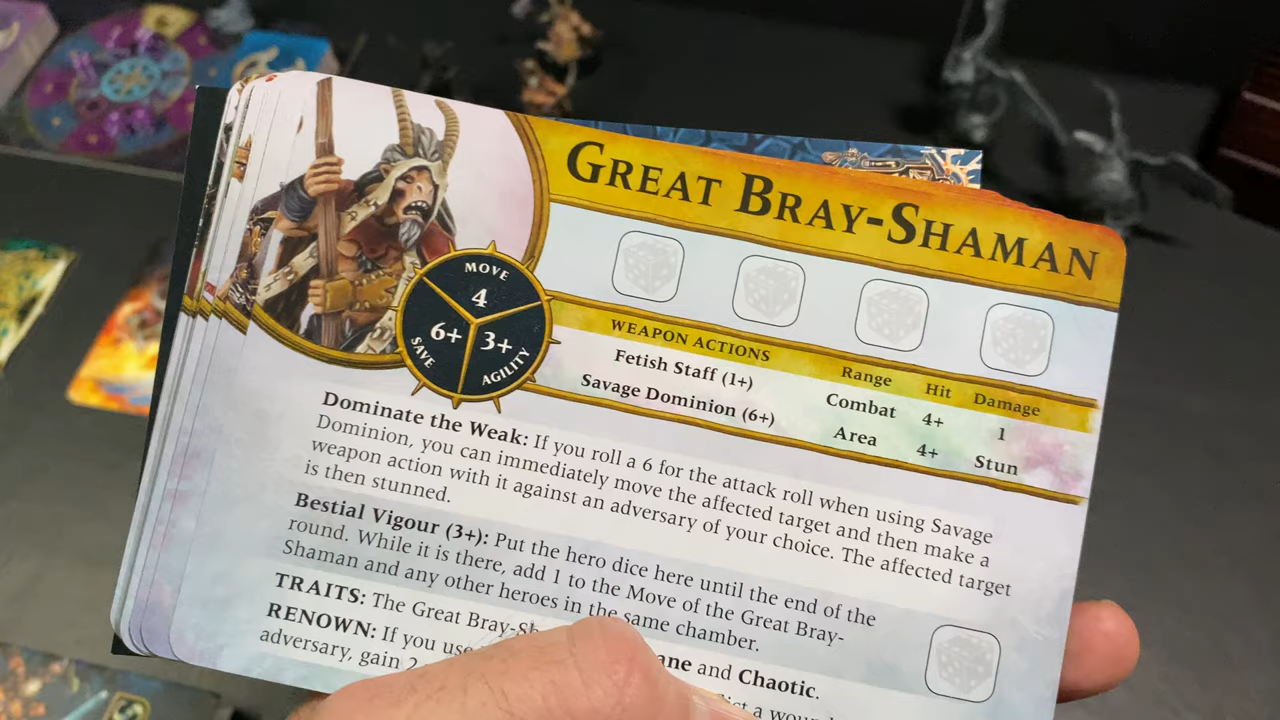 GREAT BRAY-SHAMAN
MOVE
4
6+
SAVE
3+
AGILITY
WEAPON ACTIONS Range Hit Damage
Fetish Staff (1+) Combat 4+ 1
Savage Dominion (6+) Area 4+ Stun
Dominate the Weak: If you roll a 6 for the attack roll when using Savage
Dominion, you can immediately move the affected target and then make a
weapon action with it against an adversary of your choice. The affected target
is then stunned.
Bestial Vigour (3+): Put the hero dice here until the end of the
round. While it is there, add 1 to the Move of the Great Bray-
Shaman and any other heroes in the same chamber.
TRAITS: The Great and Chaotic.
RENOWN: If you use a
adversary, gain 2